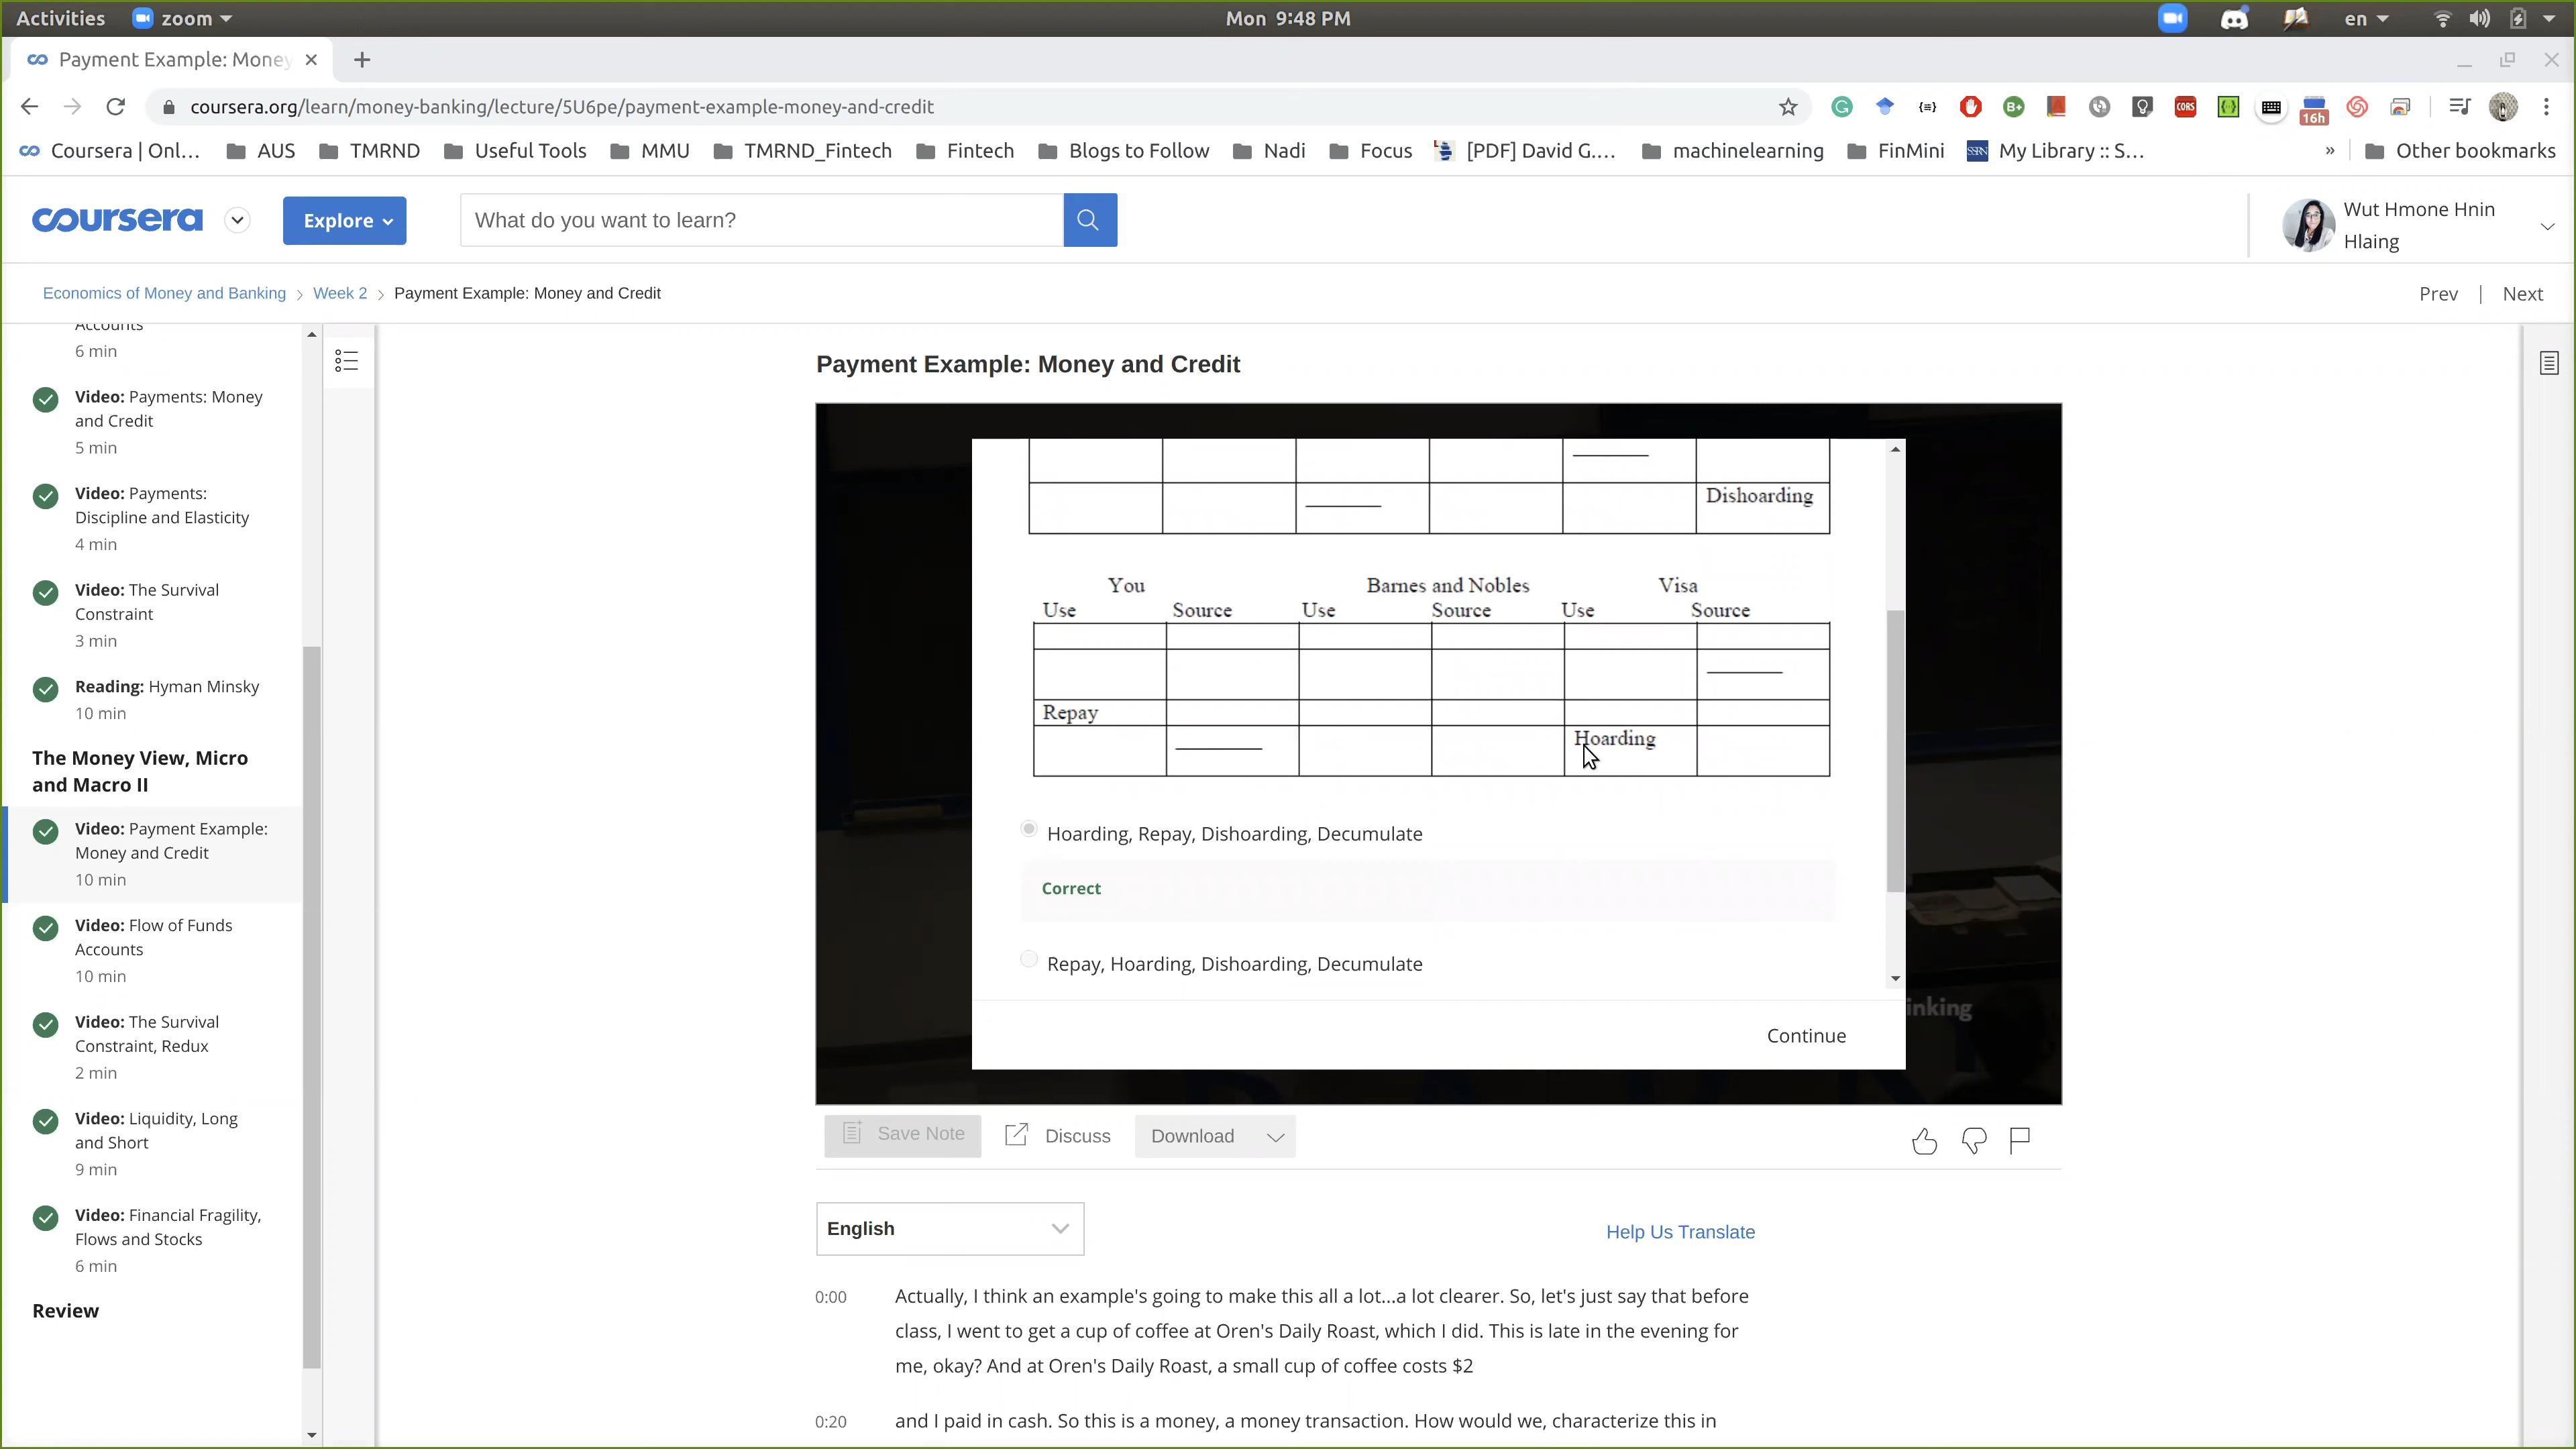 Activities
zoom
Mon 9:48 PM
en
Payment Example: Money
coursera.org/learn/money-banking/lecture/5U6pe/payment-example-money-and-credit
16h
CORS
B+
Coursera | Onl...
AUS
TMRND
Useful Tools
MMU
TMRND_Fintech
Fintech
Blogs to Follow
Nadi
Focus
[PDF] David G....
machinelearning
FinMini
SSRN
My Library :: S...
»
Other bookmarks
coursera
Explore
What do you want to learn?
Wut Hmone Hnin
Hlaing
Economics of Money and Banking > Week 2 > Payment Example: Money and Credit
Prev | Next
Accounts
6 min
Video: Payments: Money
and Credit
5 min
Video: Payments:
Discipline and Elasticity
4 min
Video: The Survival
Constraint
3 min
Reading: Hyman Minsky
10 min
The Money View, Micro
and Macro II
Video: Payment Example:
Money and Credit
10 min
Video: Flow of Funds
Accounts
10 min
Video: The Survival
Constraint, Redux
2 min
Video: Liquidity, Long
and Short
9 min
Video: Financial Fragility,
Flows and Stocks
6 min
Review
Payment Example: Money and Credit
Dishoarding
You Barnes and Nobles Visa
Use Source Use Source Use Source
Repay
Hoarding
Hoarding, Repay, Dishoarding, Decumulate
Correct
Repay, Hoarding, Dishoarding, Decumulate
inking
Continue
Save Note
Discuss
Download
English
Help Us Translate
0:00 Actually, I think an example's going to make this all a lot...a lot clearer. So, let's just say that before
class, I went to get a cup of coffee at Oren's Daily Roast, which I did. This is late in the evening for
me, okay? And at Oren's Daily Roast, a small cup of coffee costs $2
0:20 and I paid in cash. So this is a money, a money transaction. How would we, characterize this in